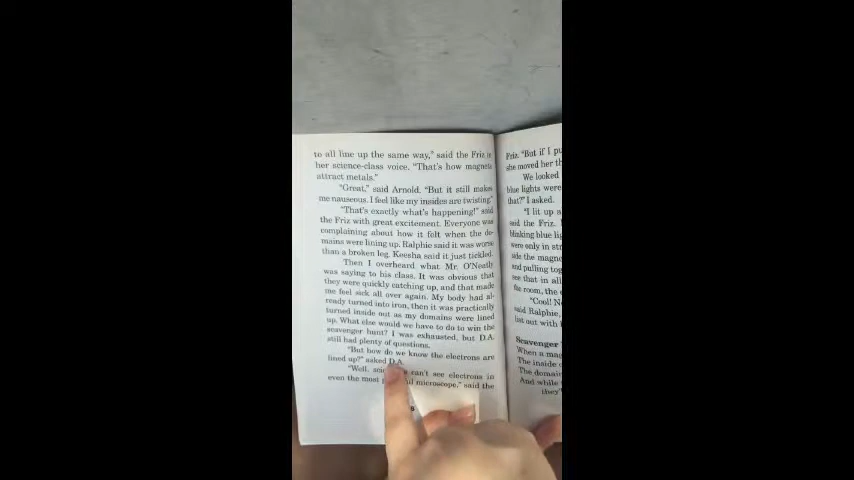 to all line up the same way," said the Friz in
her science-class voice. "That's how magnets
attract metals."
"Great," said Arnold. "But it still makes
me nauseous. I feel like my insides are twisting."
"That's exactly what's happening!" said
the Friz with great excitement. Everyone was
complaining about how it felt when the do-
mains were lining up. Ralphie said it was worse
than a broken leg. Keesha said it just tickled.
Then I overheard what Mr. O'Neatly
was saying to his class. It was obvious that
they were quickly catching up, and that made
me feel sick all over again. My body had al-
ready turned into iron, then it was practically
turned inside out as my domains were lined
up. What else would we have to do to win the
scavenger hunt? I was exhausted, but D.A.
still had plenty of questions.
"But how do we know the electrons are
lined up?" asked D.A.
"Well, can't see electrons in
even the most microscope," said the
Friz. "But if I
she moved her
We looked
blue lights were
that?" I asked.
"I lit up a
said the Friz.
blinking blue
were only in
side the
and pulling
see that in all
the room, the
"Cool!
said Ralphie,
out with
Scavenger
When a
The inside
The
And while
they